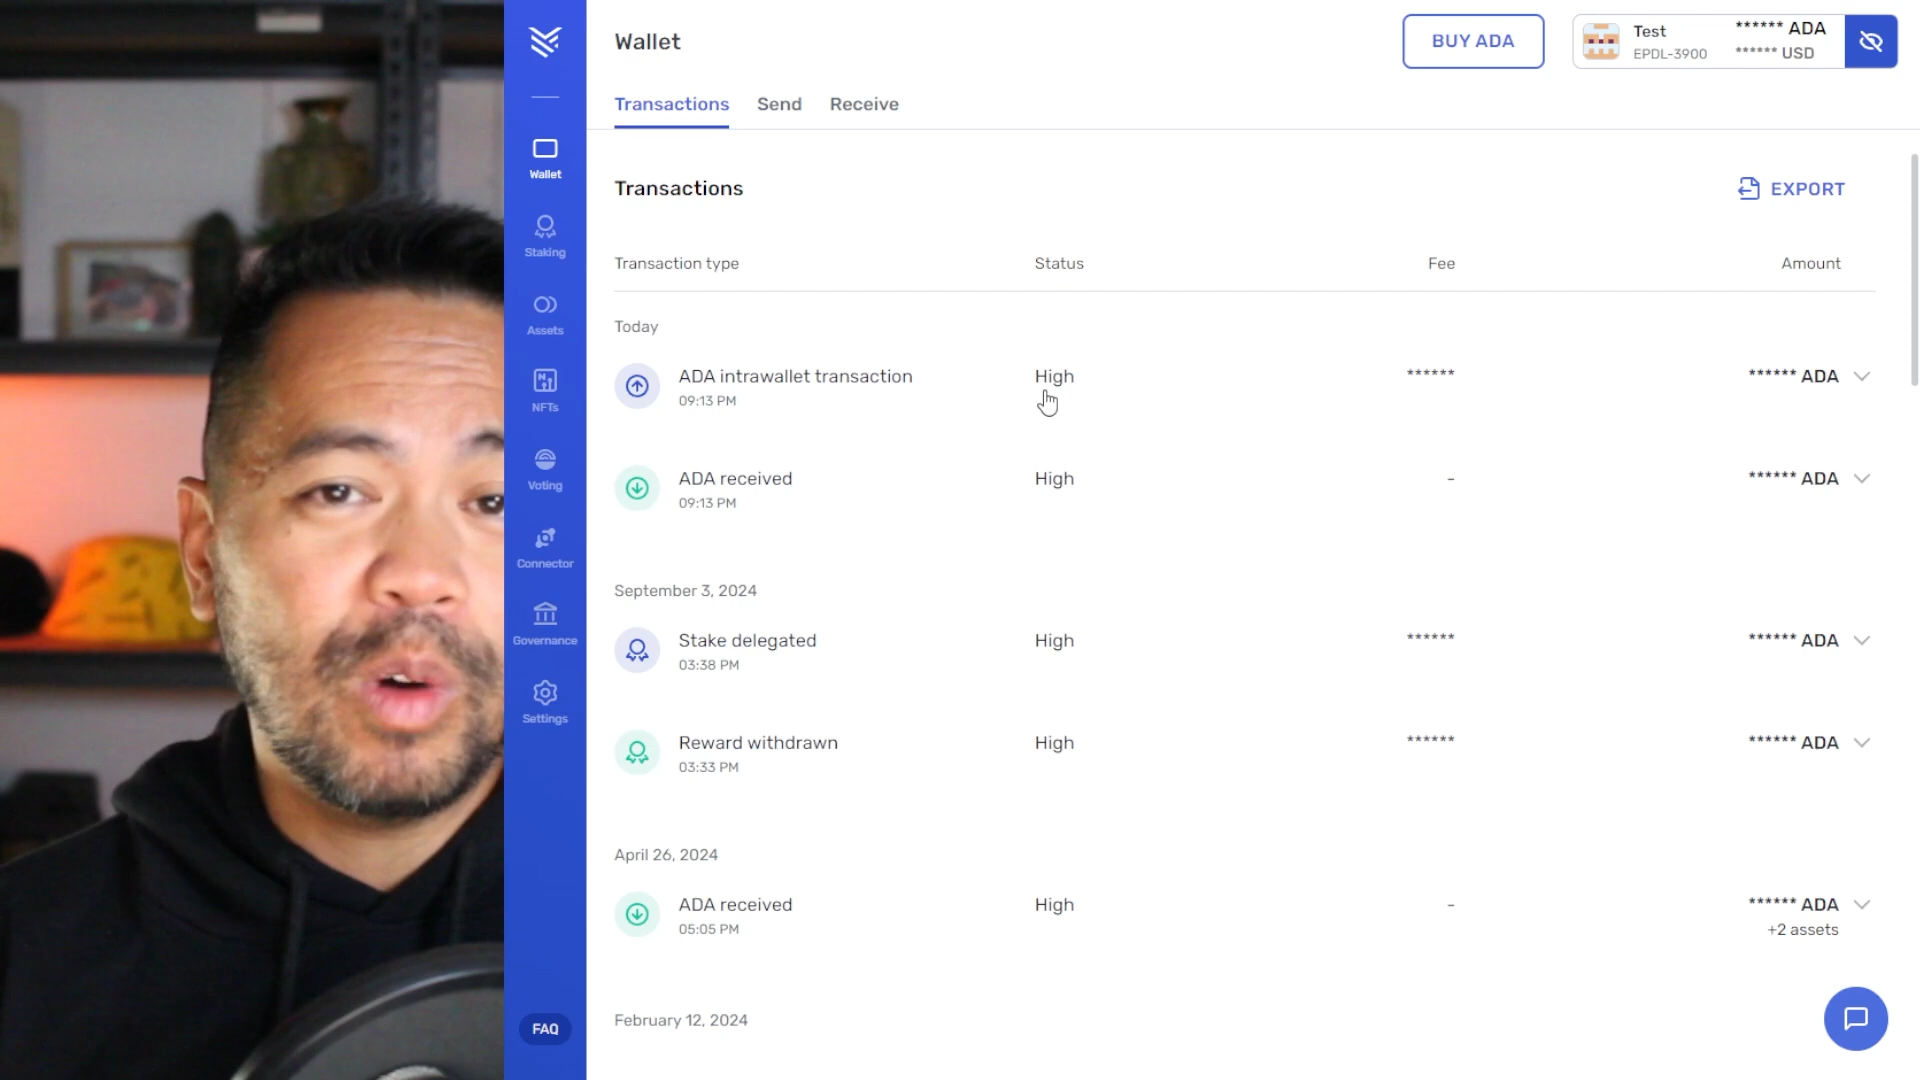 Wallet
BUY ADA
Test
****** ADA
EPDL-3900
****** USD
Transactions
Send
Receive
Wallet
Staking
Assets
NFTs
Voting
Connector
Governance
Settings
FAQ
Transactions
EXPORT
Transaction type
Status
Fee
Amount
Today
ADA intrawallet transaction
High
******
****** ADA
09:13 PM
ADA received
High
-
****** ADA
09:13 PM
September 3, 2024
Stake delegated
High
******
****** ADA
03:38 PM
Reward withdrawn
High
******
****** ADA
03:33 PM
April 26, 2024
ADA received
High
-
****** ADA
05:05 PM
+2 assets
February 12, 2024